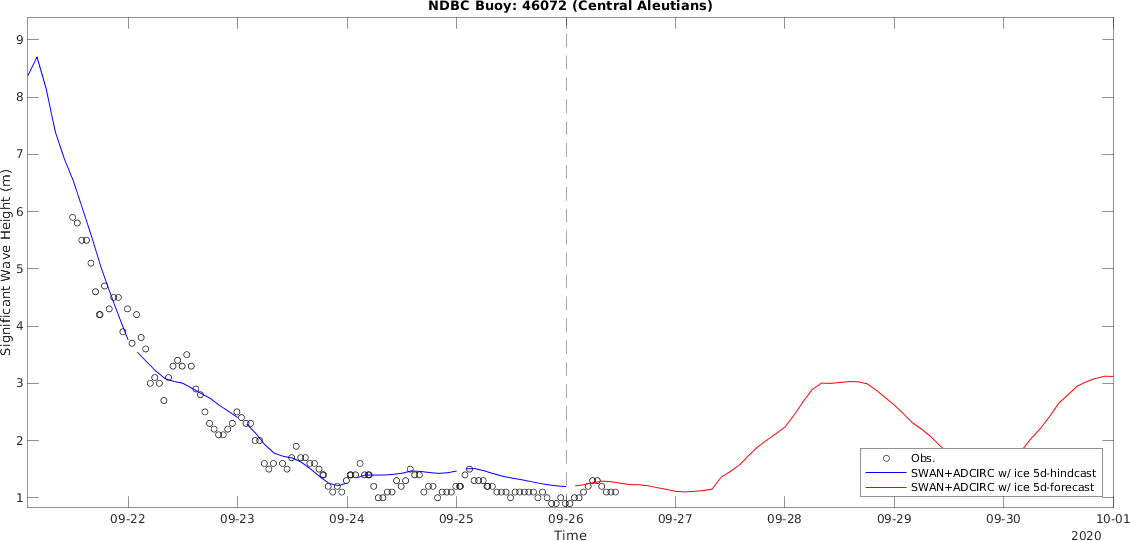 NDBC Buoy: 46072 (Central Aleutians)
9
8
7
6
5
4
3
2
1
Significant Wave Height (m)
Obs.
SWAN+ADCIRC w/ ice 5d-hindcast
SWAN+ADCIRC w/ ice 5d-forecast
09-22 09-23 09-24 09-25 09-26 09-27 09-28 09-29 09-30 10-01
Time
2020